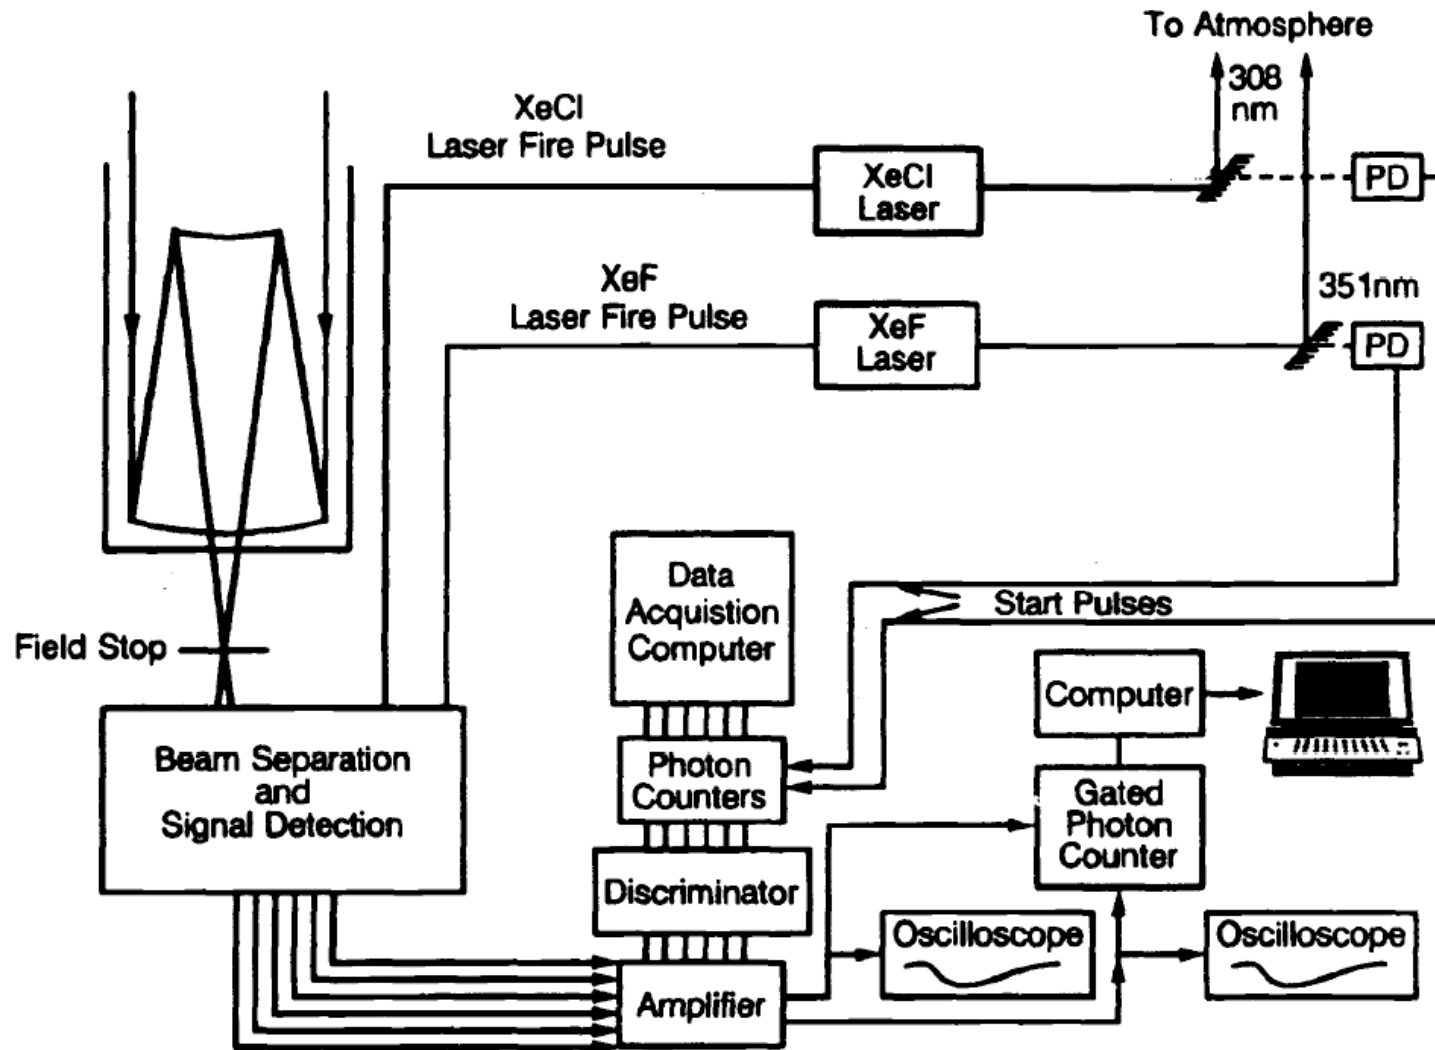 To Atmosphere
308
nm
XeCl
Laser Fire Pulse
XeCl
Laser
PD
XeF
Laser Fire Pulse
XeF
Laser
351nm
PD
Data
Acquistion
Computer
Start Pulses
Field Stop
Computer
Beam Separation
and
Signal Detection
Photon
Counters
Gated
Photon
Counter
Discriminator
Oscilloscope
Oscilloscope
Amplifier